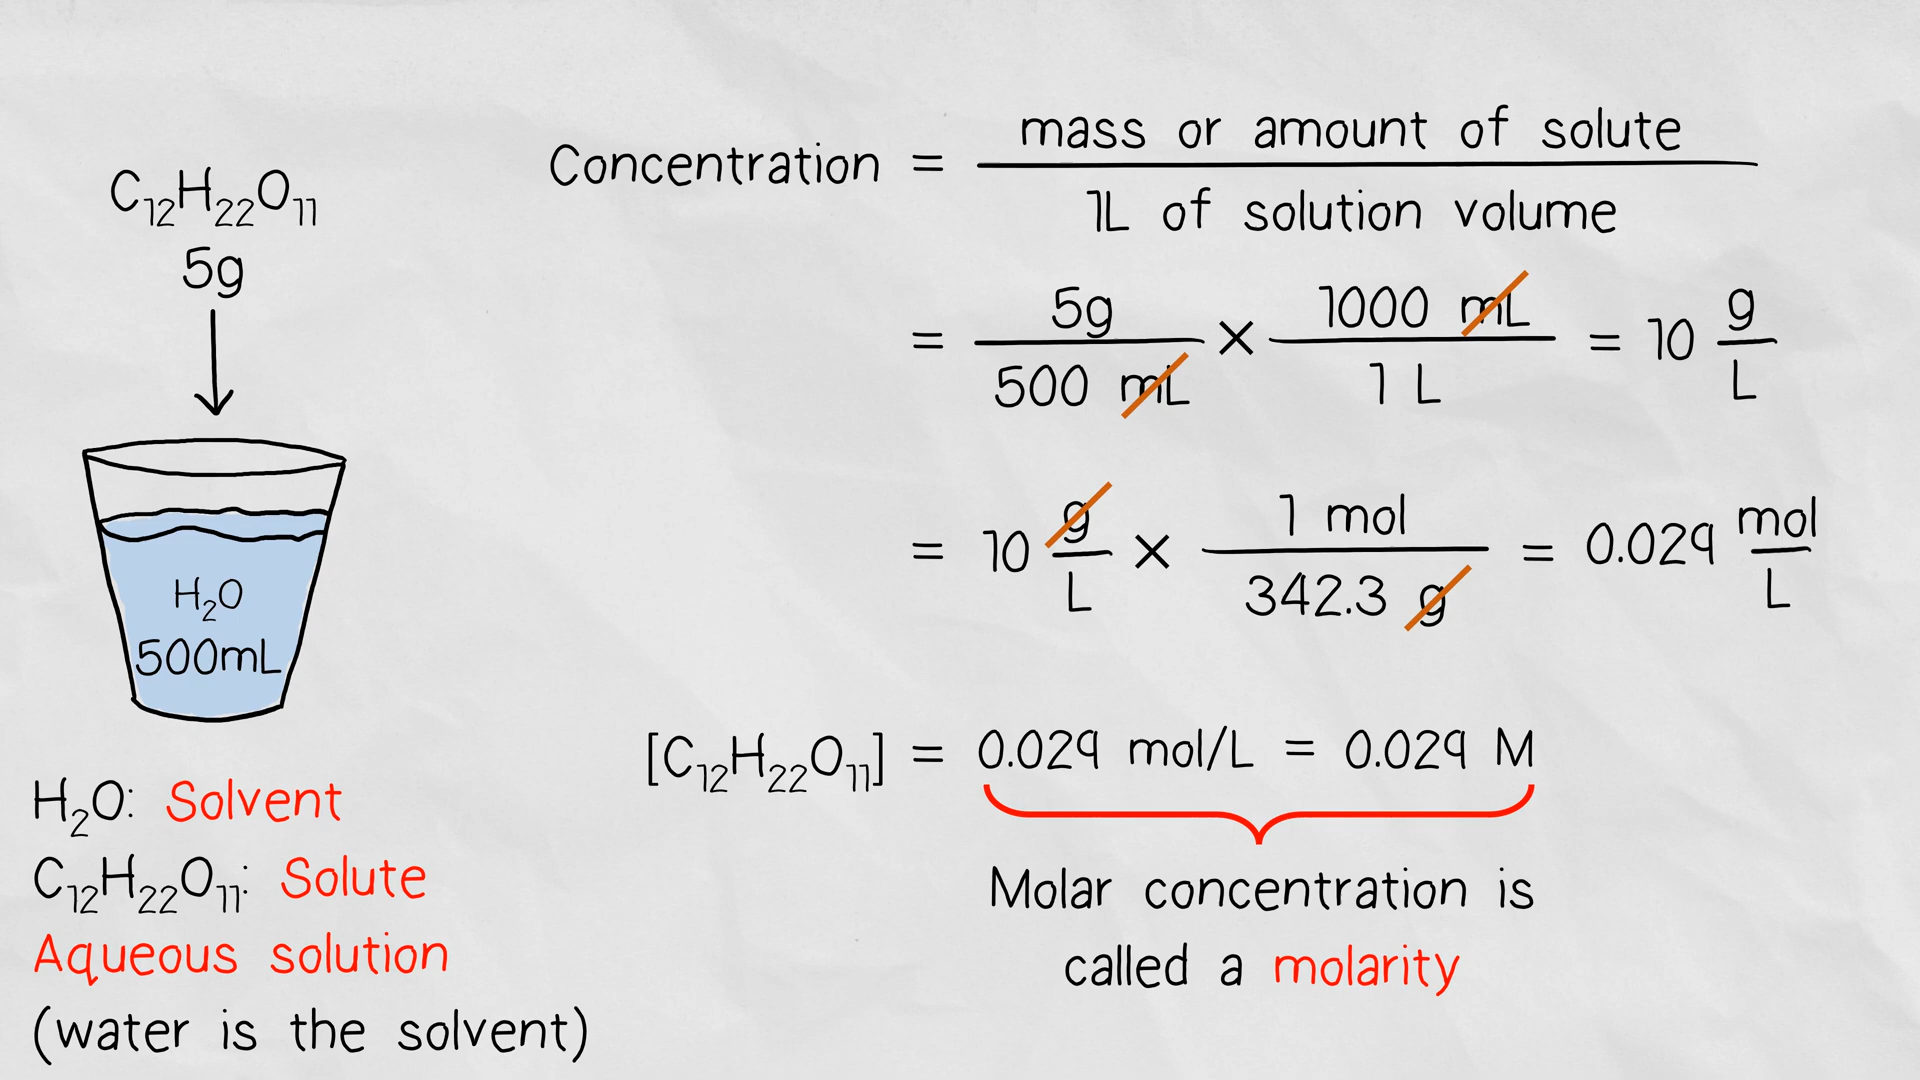 C₁₂H₂₂O₁₁
5g
H₂O
500mL
H₂O: Solvent
C₁₂H₂₂O₁₁: Solute
Aqueous solution
(water is the solvent)
Concentration = mass or amount of solute / 1L of solution volume
= 5g / 500 mL × 1000 mL / 1 L = 10 g/L
= 10 g/L × 1 mol / 342.3 g = 0.029 mol/L
[C₁₂H₂₂O₁₁] = 0.029 mol/L = 0.029 M
Molar concentration is
called a molarity